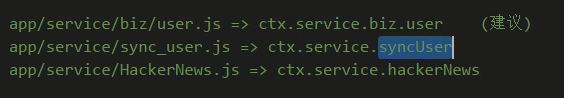 app/service/biz/user.js => ctx.service.biz.user (建议)
app/service/sync_user.js => ctx.service.syncUser
app/service/HackerNews.js => ctx.service.hackerNews